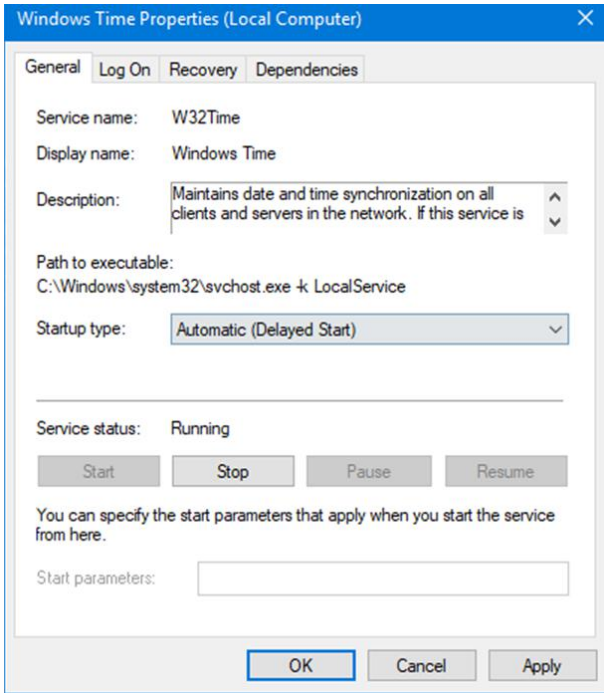 Windows Time Properties (Local Computer)
General Log On Recovery Dependencies
Service name: W32Time
Display name: Windows Time
Description: Maintains date and time synchronization on all
clients and servers in the network. If this service is
Path to executable:
C:\Windows\system32\svchost.exe -k LocalService
Startup type: Automatic (Delayed Start)
Service status: Running
Start Stop Pause Resume
You can specify the start parameters that apply when you start the service
from here.
Start parameters:
OK Cancel Apply